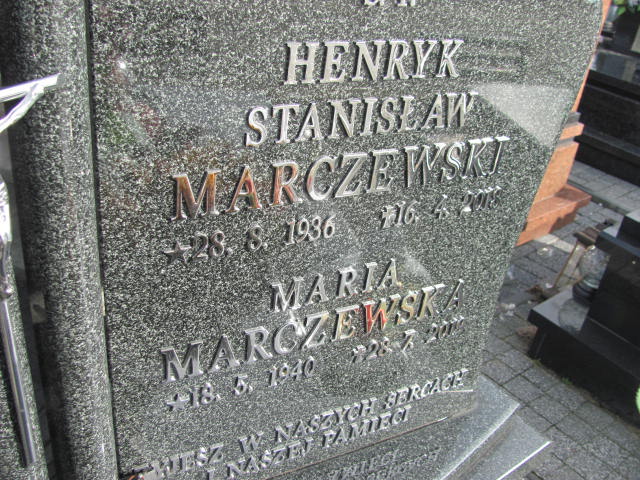 HENRYK
STANISŁAW
MARCZEWSKI
★28. 8. 1936 16. 4.
MARIA
MARCZEWSKA
★18. 5. 1940 28. 7.
W NASZYCH SERCACH
I NASZEJ PAMIĘCI